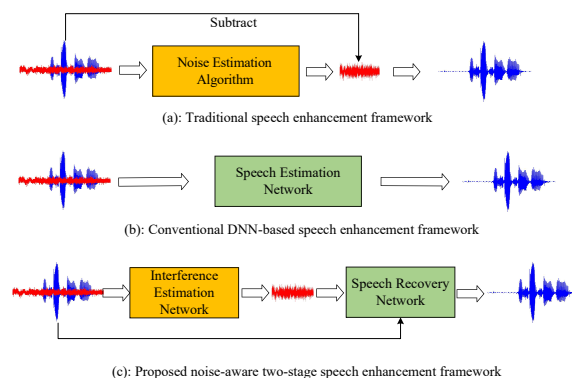 Subtract
Noise Estimation
Algorithm
(a): Traditional speech enhancement framework
Speech Estimation
Network
(b): Conventional DNN-based speech enhancement framework
Interference
Estimation
Network
Speech Recovery
Network
(c): Proposed noise-aware two-stage speech enhancement framework